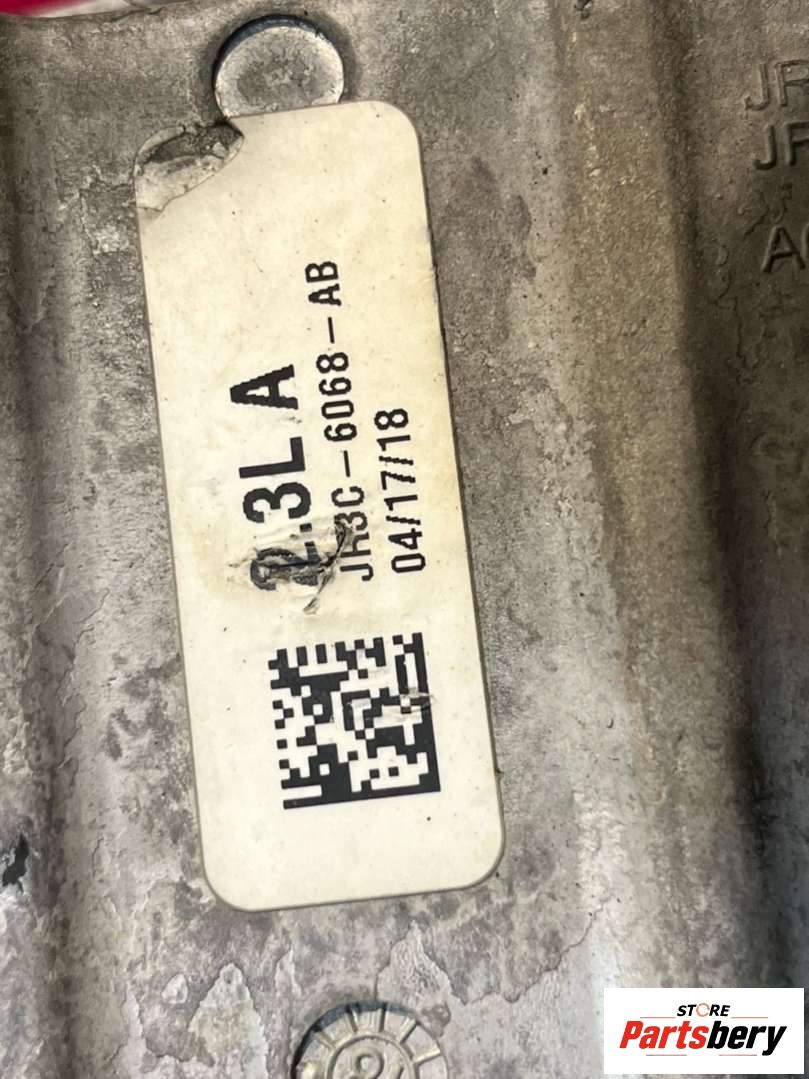 2.3L A
JR3C-6068-AB
04/17/18
STORE
Partsbery